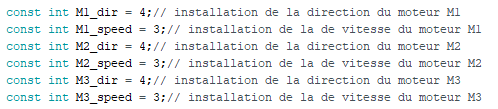 const int M1_dir = 4;// installation de la direction du moteur M1
const int M1_speed = 3;// installation de la de vitesse du moteur M1
const int M2_dir = 4;// installation de la direction du moteur M2
const int M2_speed = 3;// installation de la de vitesse du moteur M2
const int M3_dir = 4;// installation de la direction du moteur M3
const int M3_speed = 3;// installation de la de vitesse du moteur M3